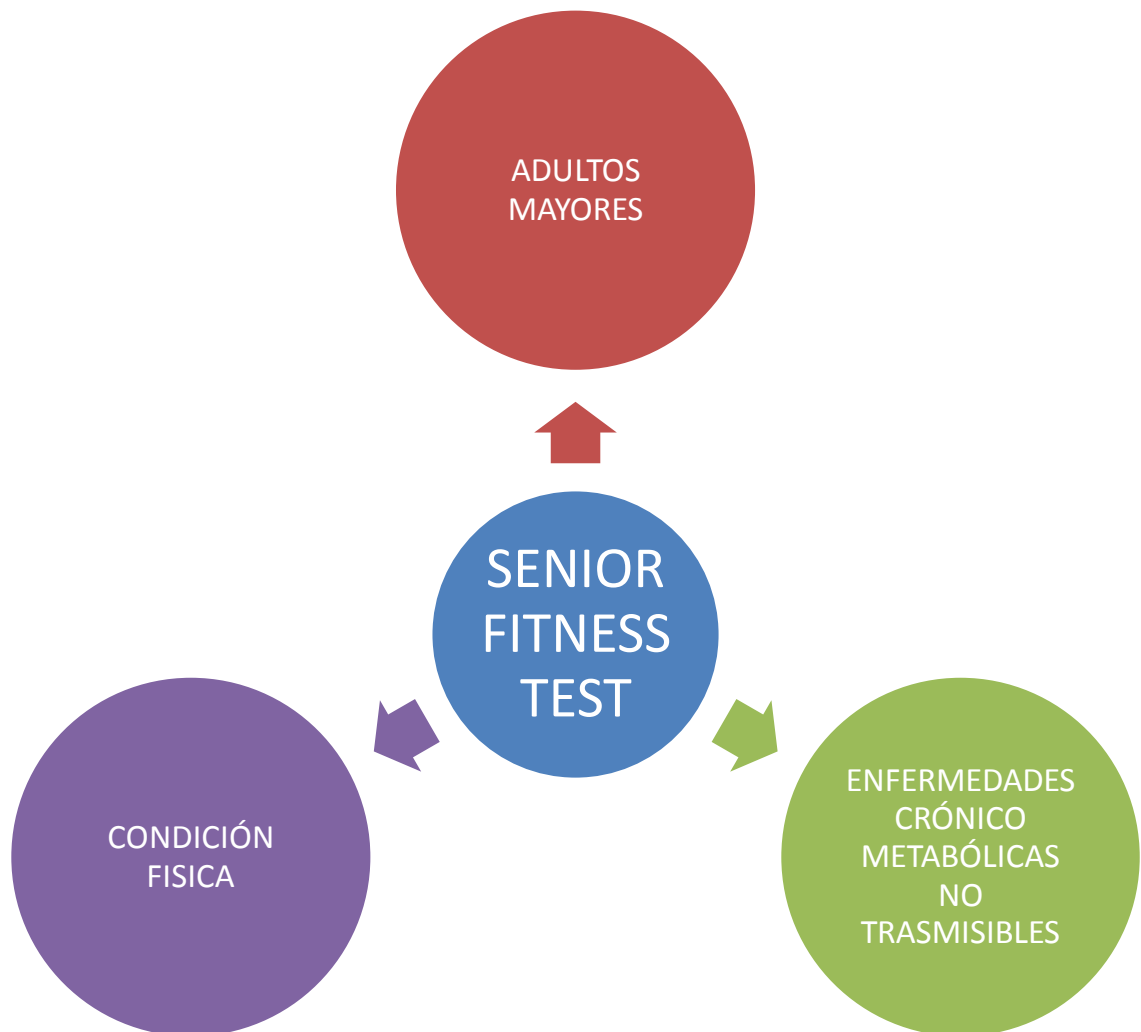 ADULTOS
MAYORES
SENIOR
FITNESS
TEST
CONDICIÓN
FISICA
ENFERMEDADES
CRÓNICO
METABÓLICAS
NO
TRASMISIBLES